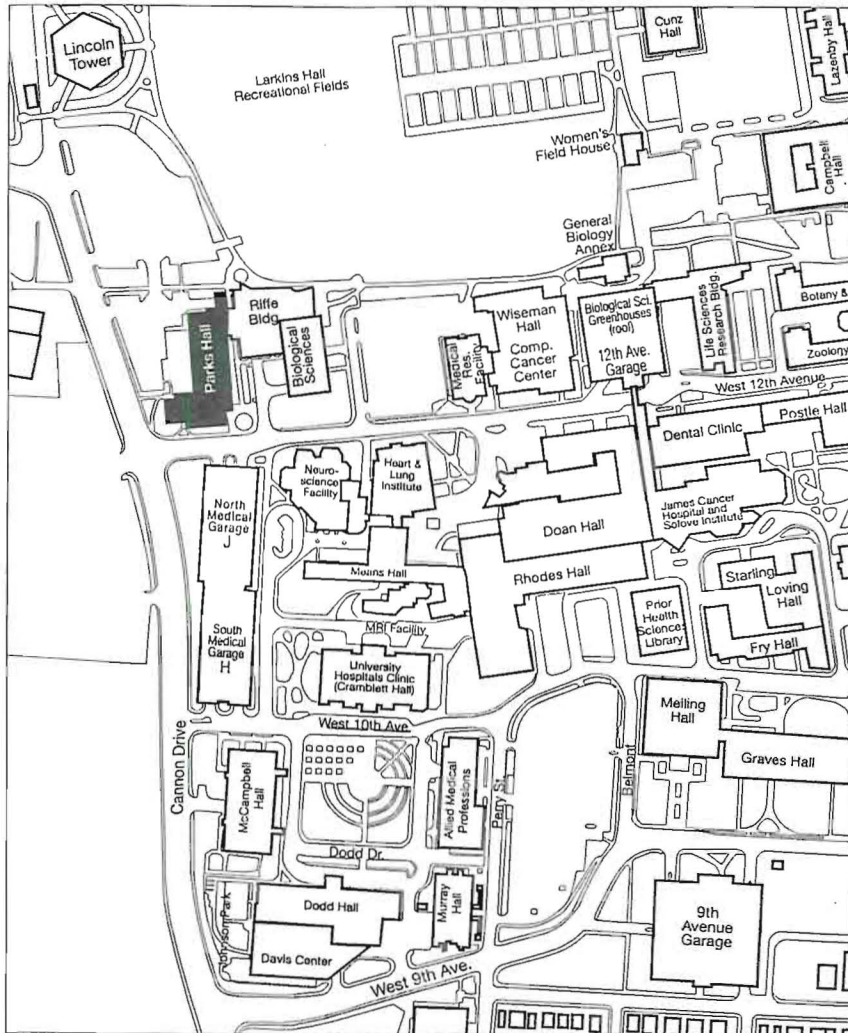 Lincoln
Tower
Larkins Hall
Recreational Fields
Cunz
Hall
Lazenby Hall
Women's
Field House
Campbell
Hall
General
Biology
Annex
Parks Hall
Riffe
Bldg.
Biological
Sciences
Medical
Res.
Facility
Wiseman
Hall
Comp.
Cancer
Center
Biological Sci.
Greenhouses
(roof)
12th Ave.
Garage
Life Sciences
Research Bldg.
Botany &
Zoology
West 12th Avenue
Neuro-
science
Facility
Heart &
Lung
Institute
Dental Clinic
Postle Hall
North
Medical
Garage
J
Doan Hall
James Cancer
Hospital and
Solove Institute
Means Hall
Rhodes Hall
Starling
Loving
Hall
Fry Hall
Prior
Health
Sciences
Library
South
Medical
Garage
H
MRI Facility
University
Hospitals Clinic
(Cramblett Hall)
West 10th Ave.
Meiling
Hall
Graves Hall
Cannon Drive
McCampbell
Hall
Allied Medical
Professions
Perry St.
Belmont
Dodd Dr.
Johnson Park
Dodd Hall
Murray
Hall
9th
Avenue
Garage
Davis Center
West 9th Ave.